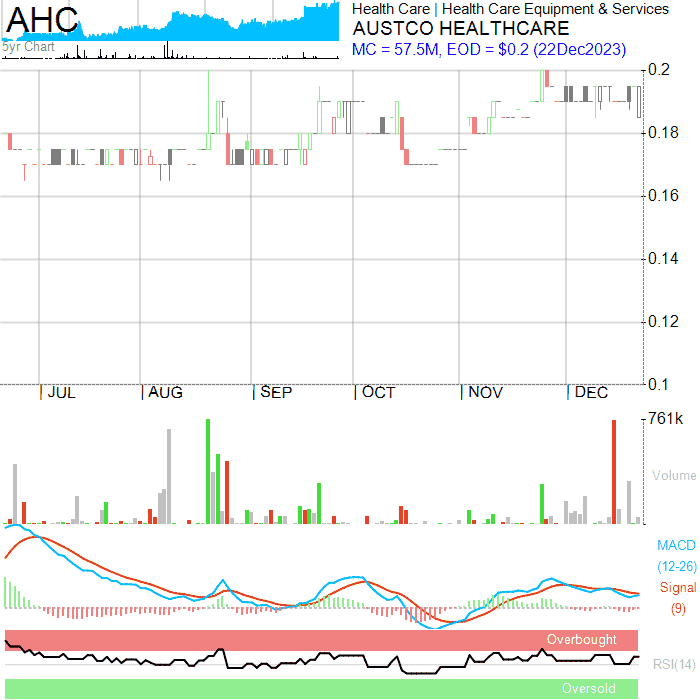 AHC
5yr Chart
Health Care | Health Care Equipment & Services
AUSTCO HEALTHCARE
MC = 57.5M, EOD = $0.2 (22Dec2023)
0.2
0.18
0.16
0.14
0.12
0.1
| JUL | AUG | SEP | OCT | NOV | DEC
761k
Volume
MACD
(12-26)
Signal
(9)
Overbought
RSI(14)
Oversold